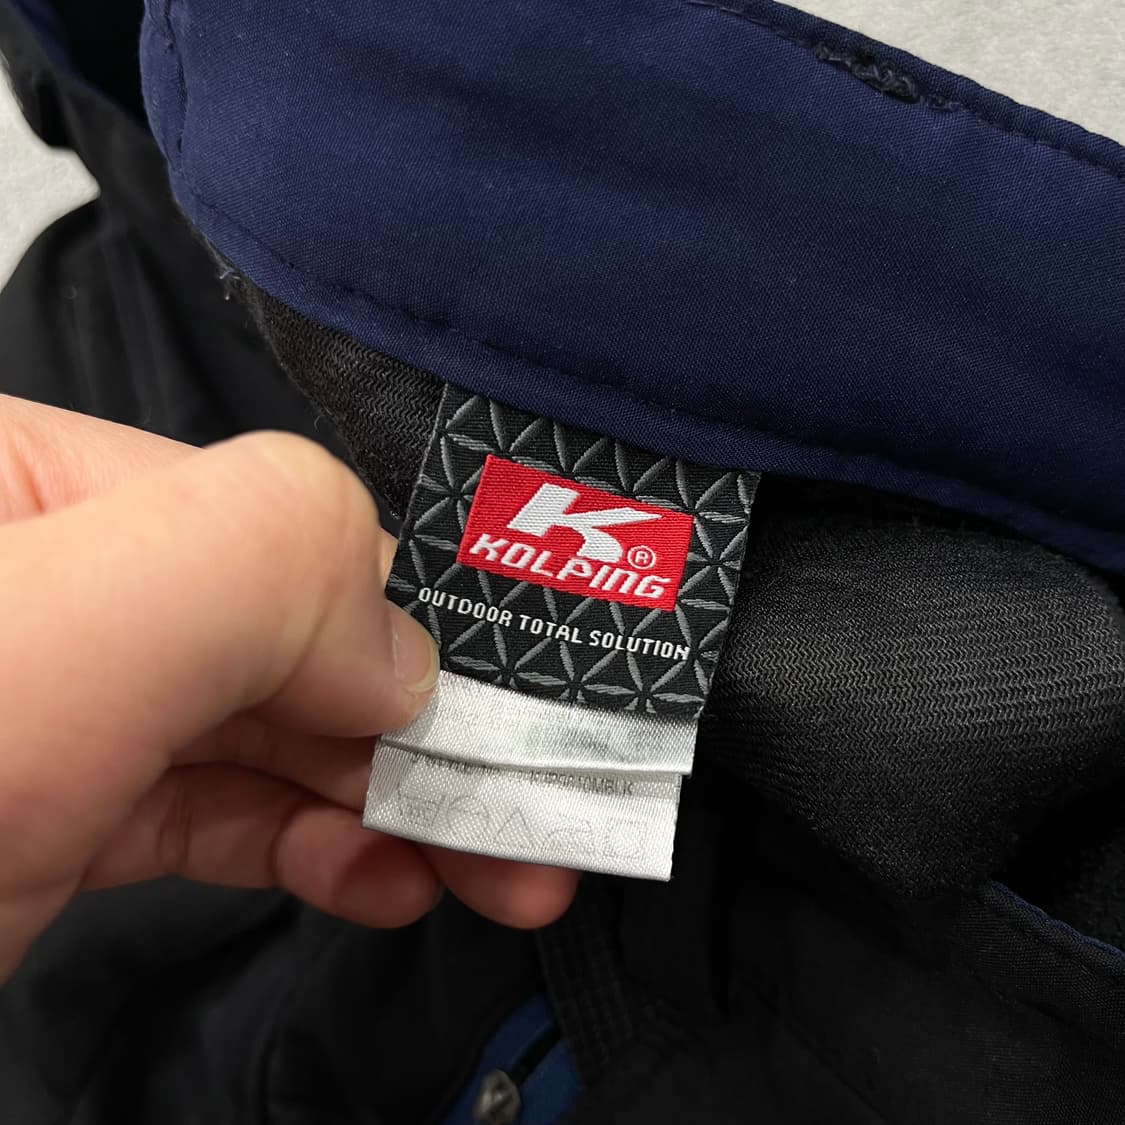 K®
KOLPING
OUTDOOR TOTAL SOLUTION